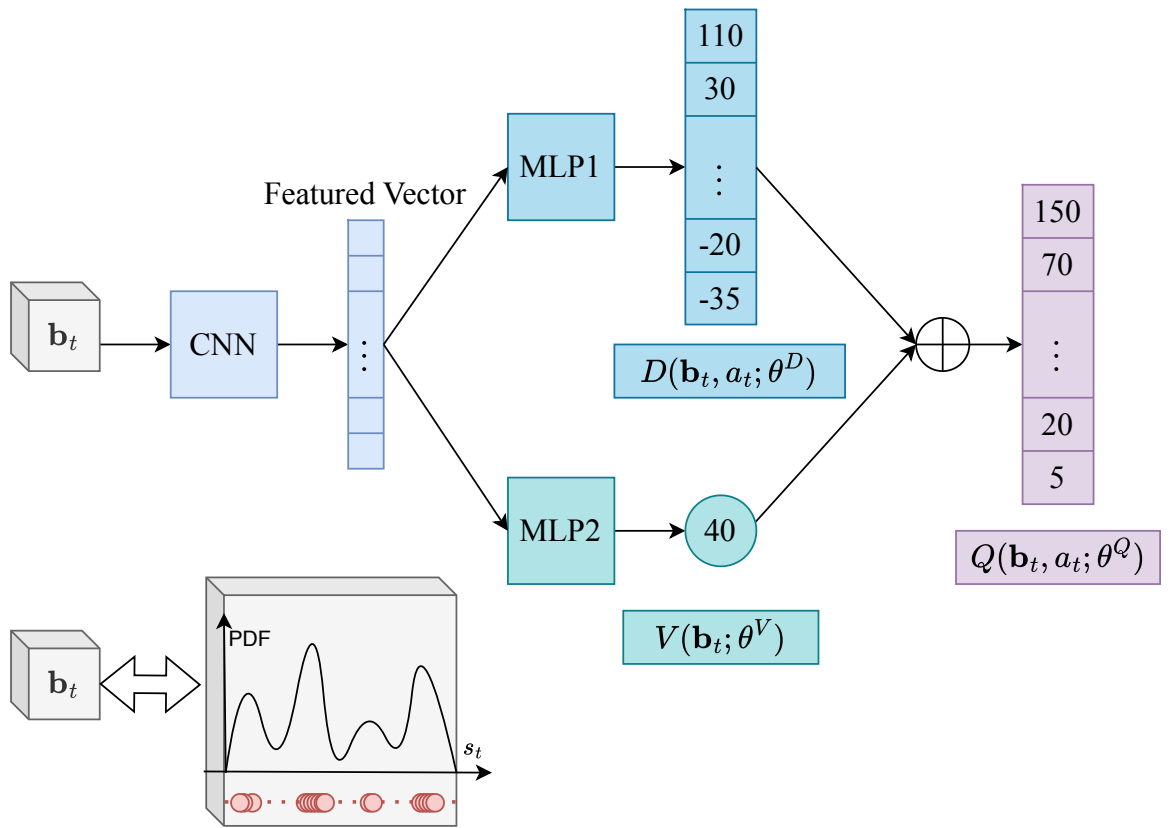 Featured Vector
b_t
CNN
⋮
MLP1
110
30
⋮
-20
-35
D(b_t, a_t; θ^D)
MLP2
40
V(b_t; θ^V)
150
70
⋮
20
5
Q(b_t, a_t; θ^Q)
b_t
PDF
s_t